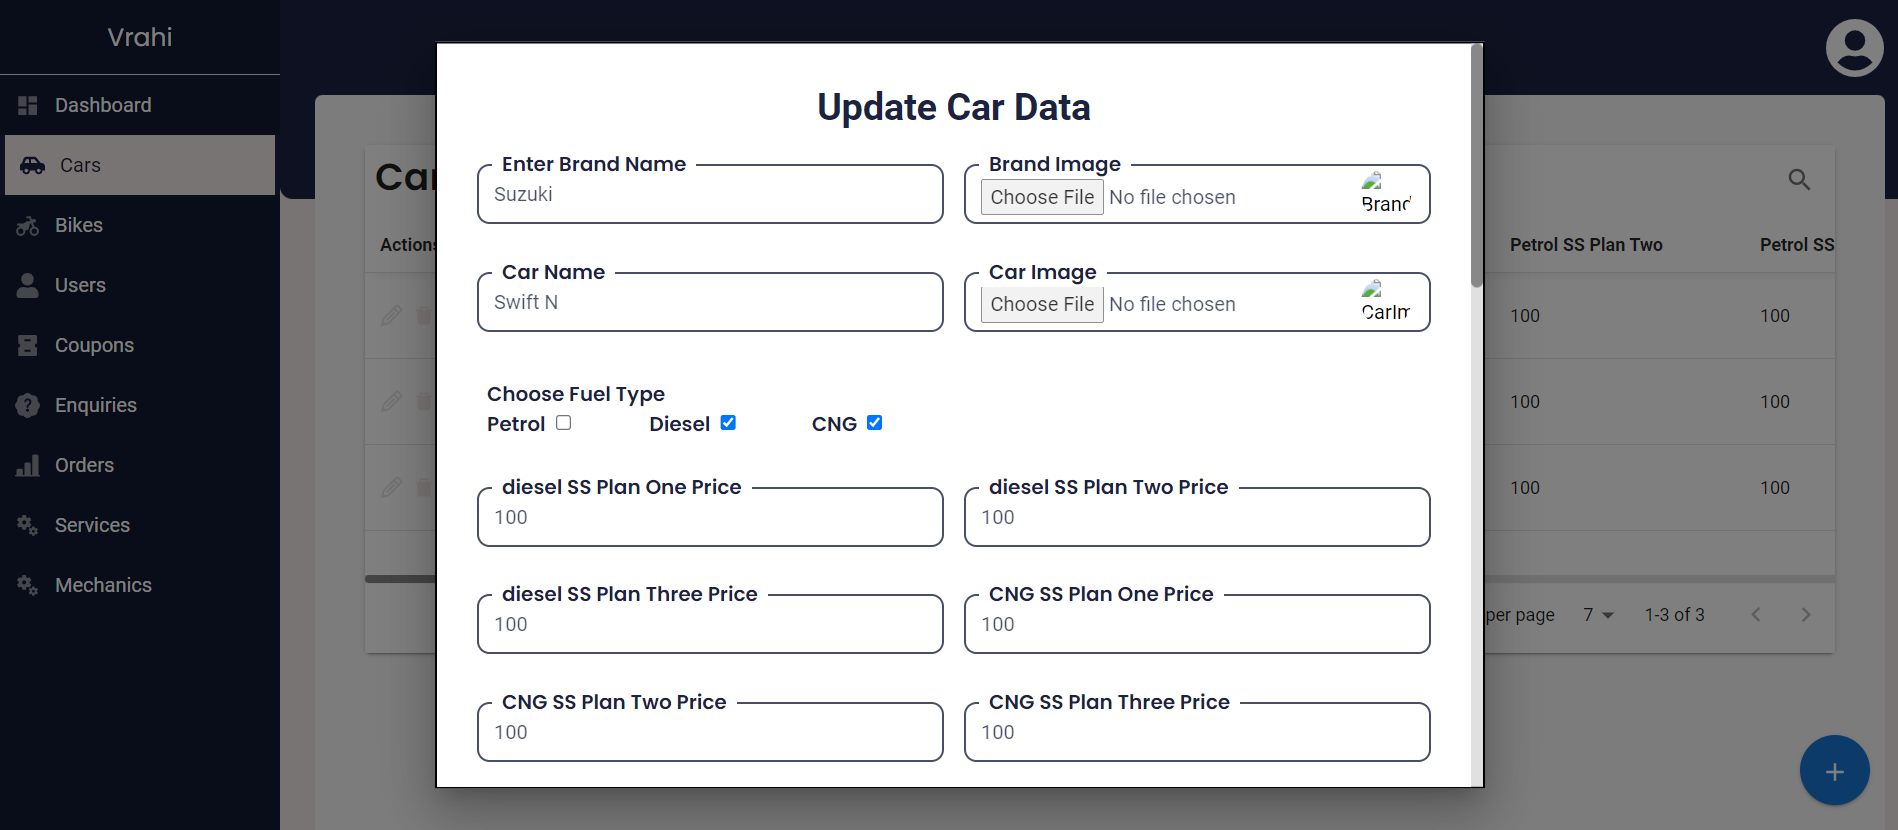 Vrahi
Dashboard
Cars
Bikes
Users
Coupons
Enquiries
Orders
Services
Mechanics
Update Car Data
Enter Brand Name
Suzuki
Brand Image
Choose File No file chosen
Car Name
Swift N
Car Image
Choose File No file chosen
Choose Fuel Type
Petrol Diesel CNG
diesel SS Plan One Price
100
diesel SS Plan Two Price
100
diesel SS Plan Three Price
100
CNG SS Plan One Price
100
CNG SS Plan Two Price
100
CNG SS Plan Three Price
100
Actions
Petrol SS Plan Two Petrol SS
100 100
100 100
100 100
per page 7 1-3 of 3